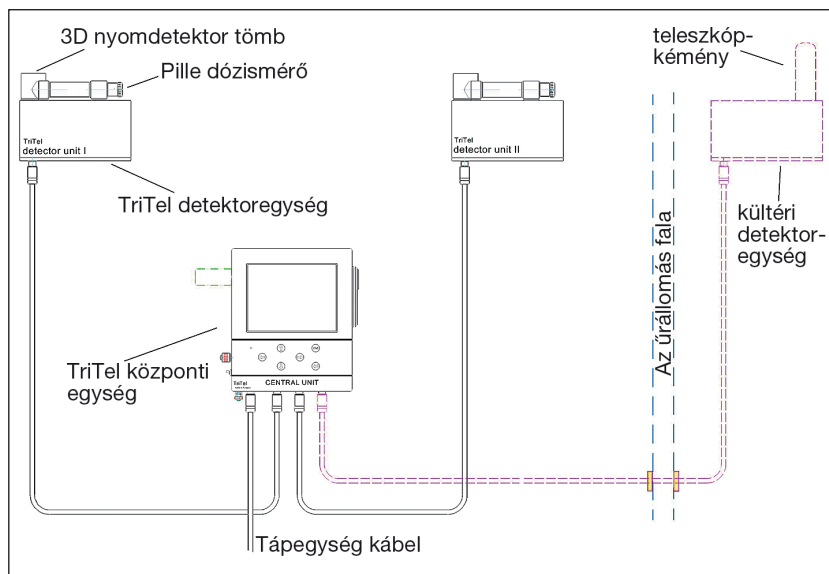 3D nyomdetektor tömb
Pille dózismérő
teleszkóp-
kémény
TriTel
detector unit I
TriTel
detector unit II
TriTel detektoregység
kültéri
detektor-
egység
Az űrállomás fala
TriTel központi
egység
TriTel
CENTRAL UNIT
Tápegység kábel